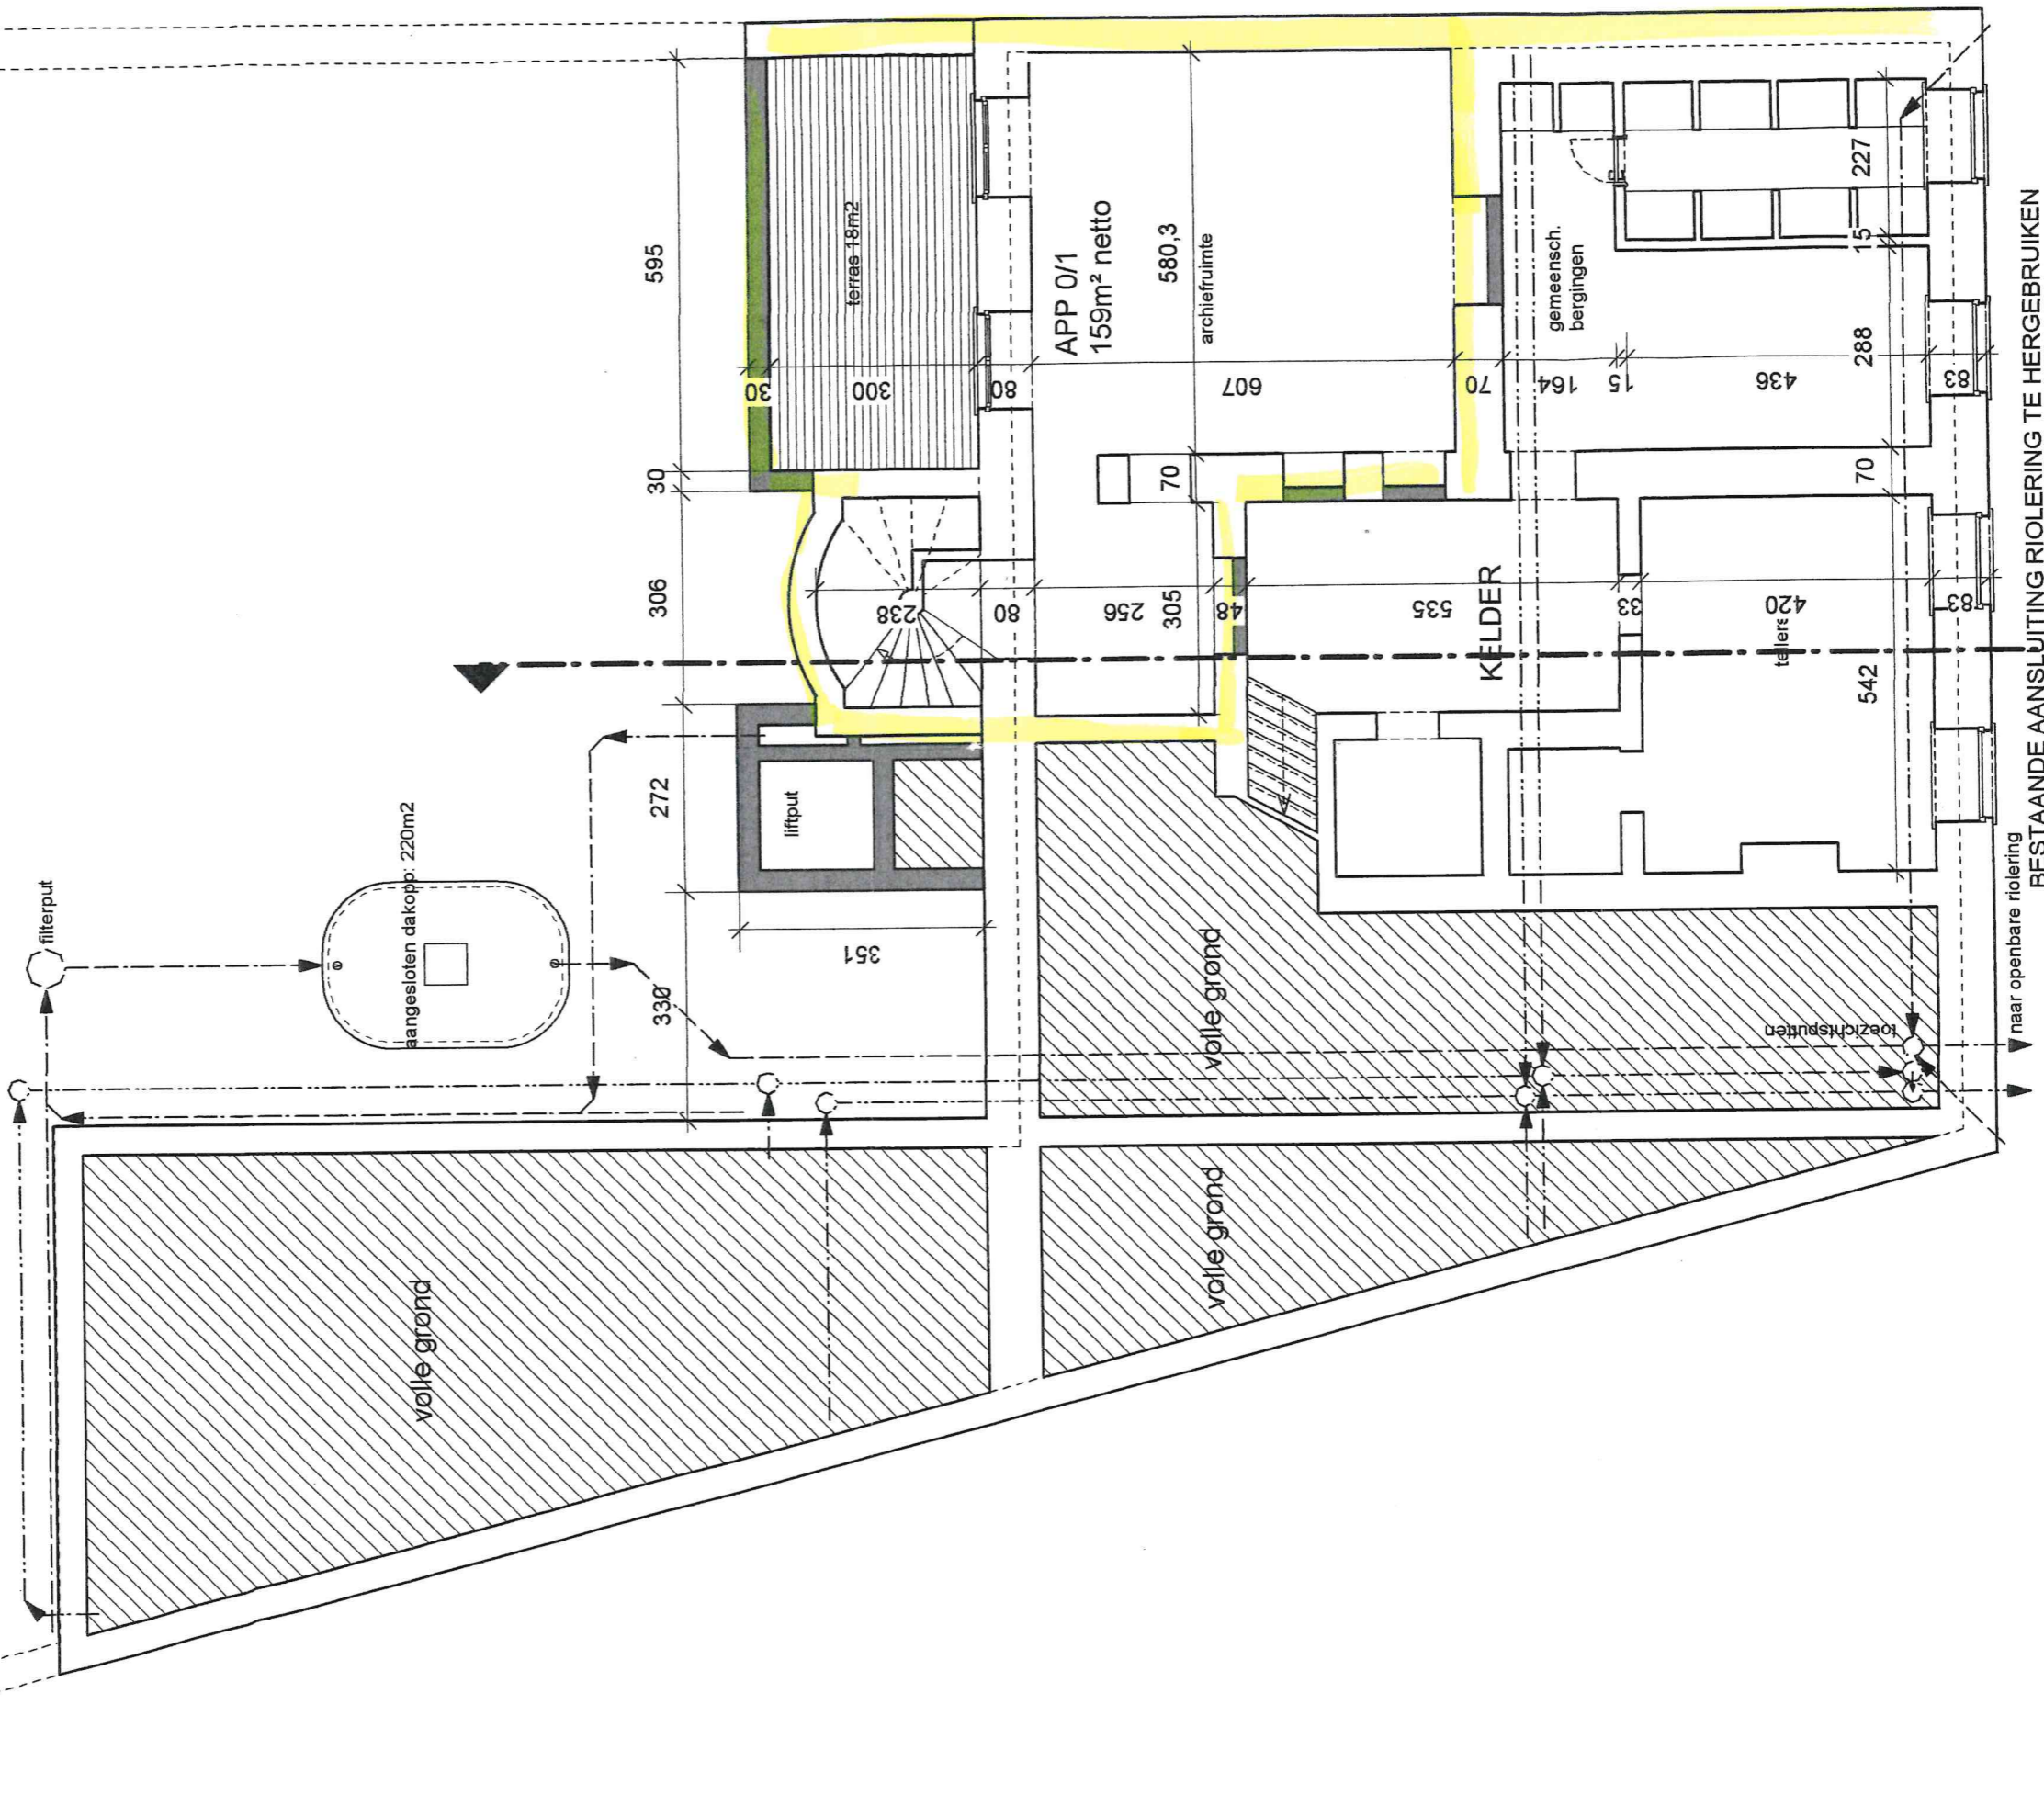 filterput
aangesloten dakopp: 220m2
595
30
306
272
330
351
terras 18m2
30
300
80
liftput
238
80
256
305
48
APP 0/1
159m² netto
580,3
archiefruimte
607
70
70
164
15
436
83
gemeensch.
bergingen
227
15
288
70
542
KELDER
535
33
420
83
tellers
volle grond
volle grond
volle grond
toezichtsputten
naar openbare riolering
BESTAANDE AANSLUITING RIOLERING TE HERGEBRUIKEN